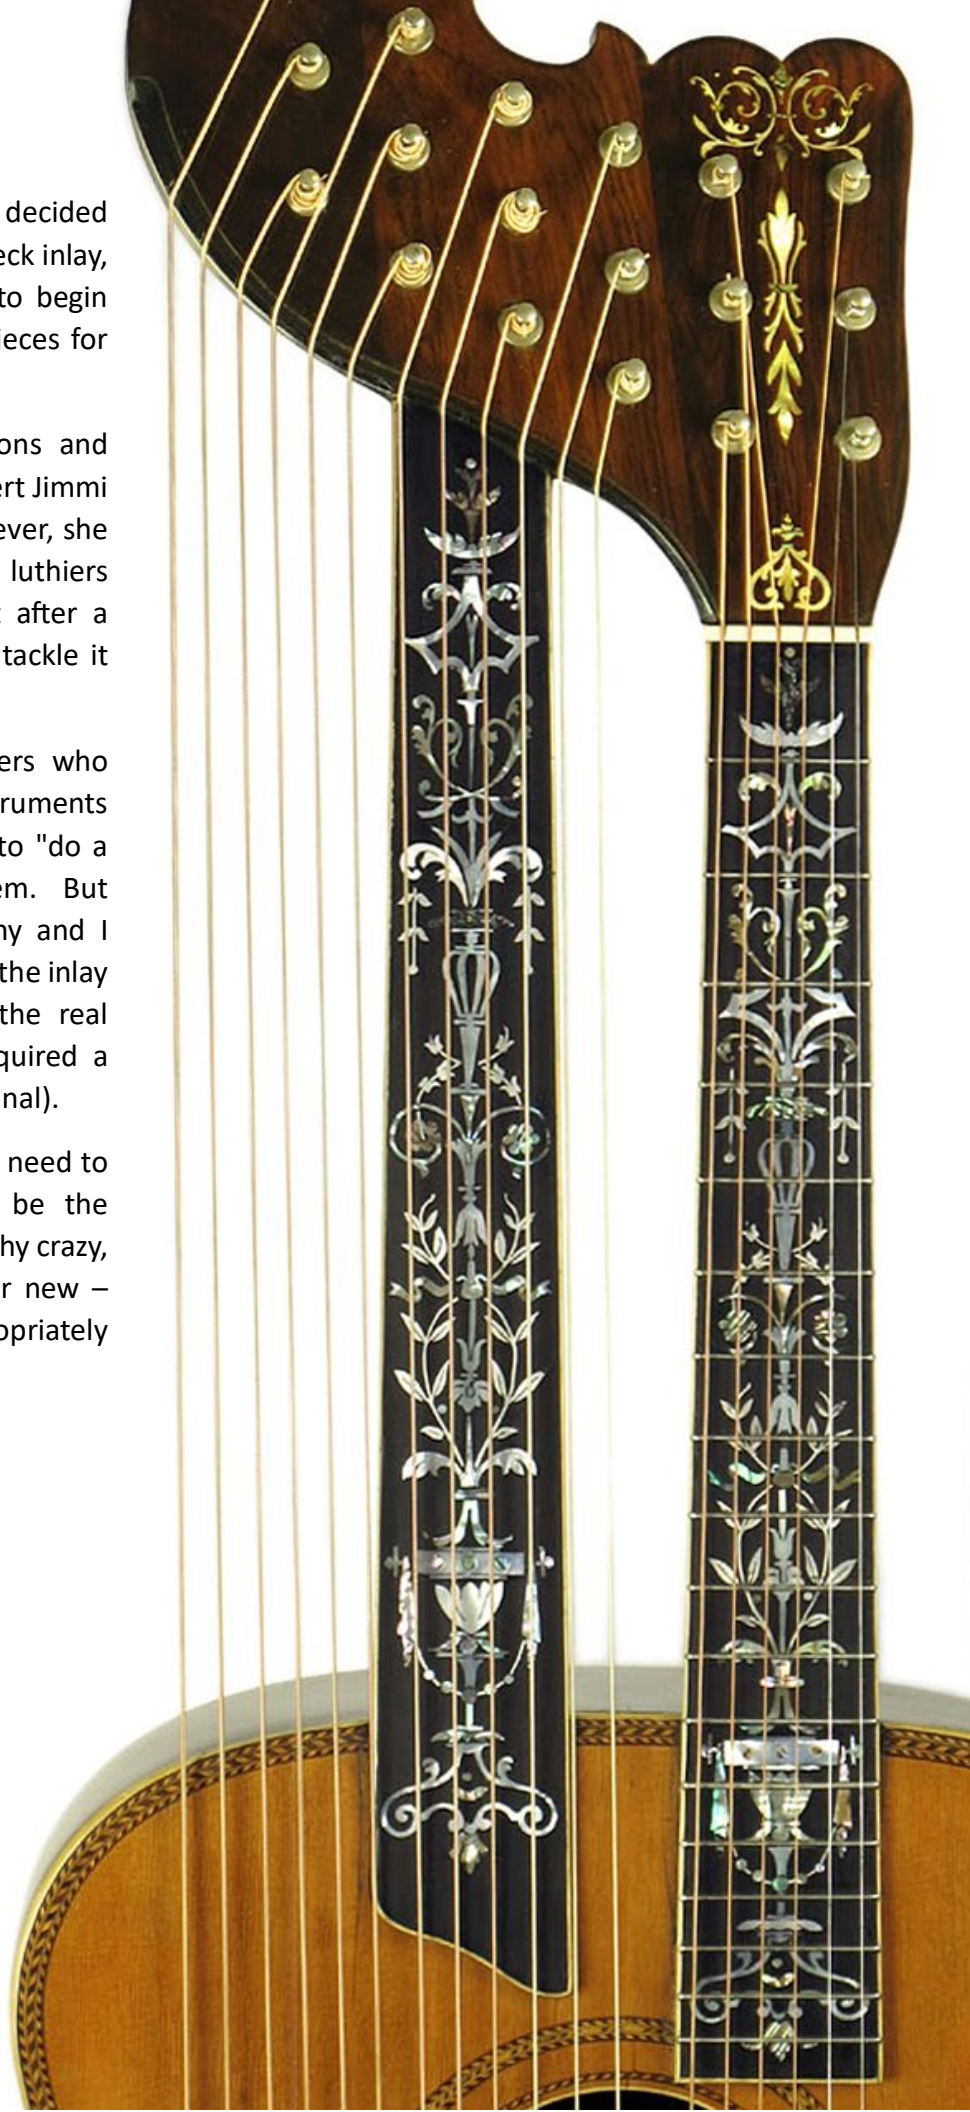 decided
eck inlay,
to begin
ieces for
ons and
ert Jimmi
ever, she
luthiers
after a
tackle it
ers who
ruments
to "do a
em. But
ny and I
the inlay
the real
quired a
nal).
need to
be the
hy crazy,
r new –
opriately